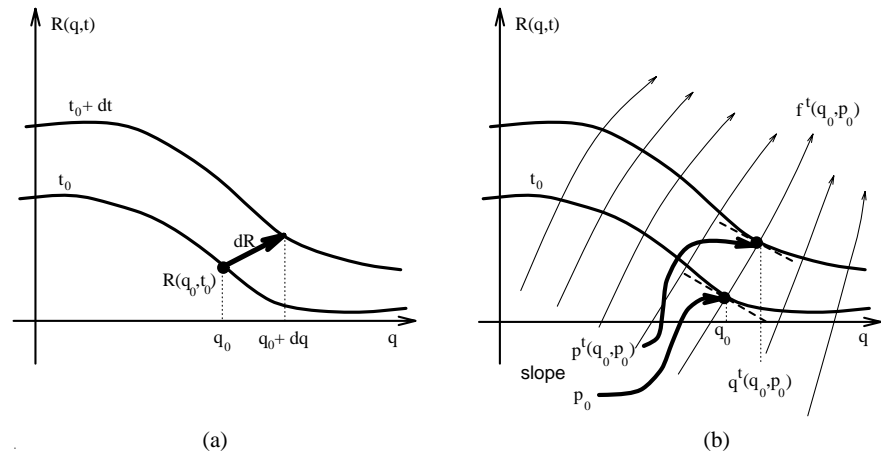 R(q,t)
t₀ + dt
t₀
dR
R(q₀,t₀)
q₀
q₀ + dq
q
(a)
R(q,t)
fᵗ(q₀,p₀)
t₀
q₀
q
pᵗ(q₀,p₀)
qᵗ(q₀,p₀)
slope
p₀
(b)